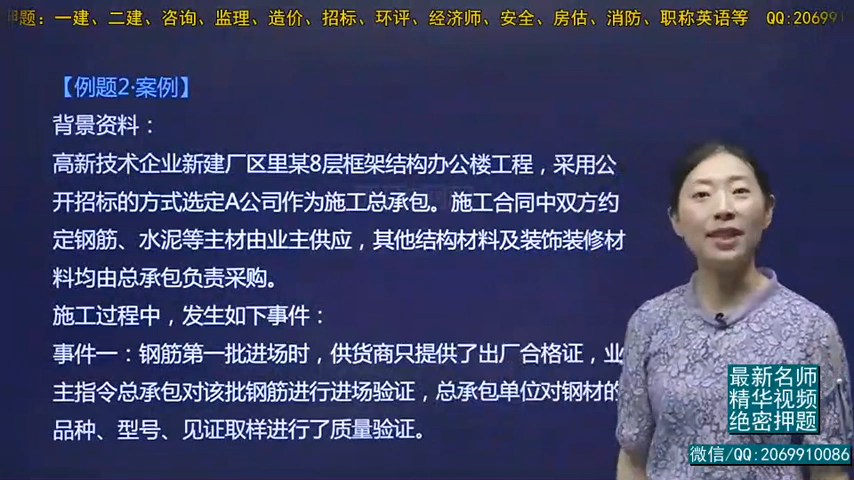 题：一建、二建、咨询、监理、造价、招标、环评、经济师、安全、房估、消防、职称英语等 QQ:20699
【例题2·案例】
背景资料：
高新技术企业新建厂区里某8层框架结构办公楼工程，采用公
开招标的方式选定A公司作为施工总承包。施工合同中双方约
定钢筋、水泥等主材由业主供应，其他结构材料及装饰装修材
料均由总承包负责采购。
施工过程中，发生如下事件：
事件一：钢筋第一批进场时，供货商只提供了出厂合格证，业
主指令总承包对该批钢筋进行进场验证，总承包单位对钢材的
品种、型号、见证取样进行了质量验证。
最新名师
精华视频
绝密押题
微信/QQ:2069910086